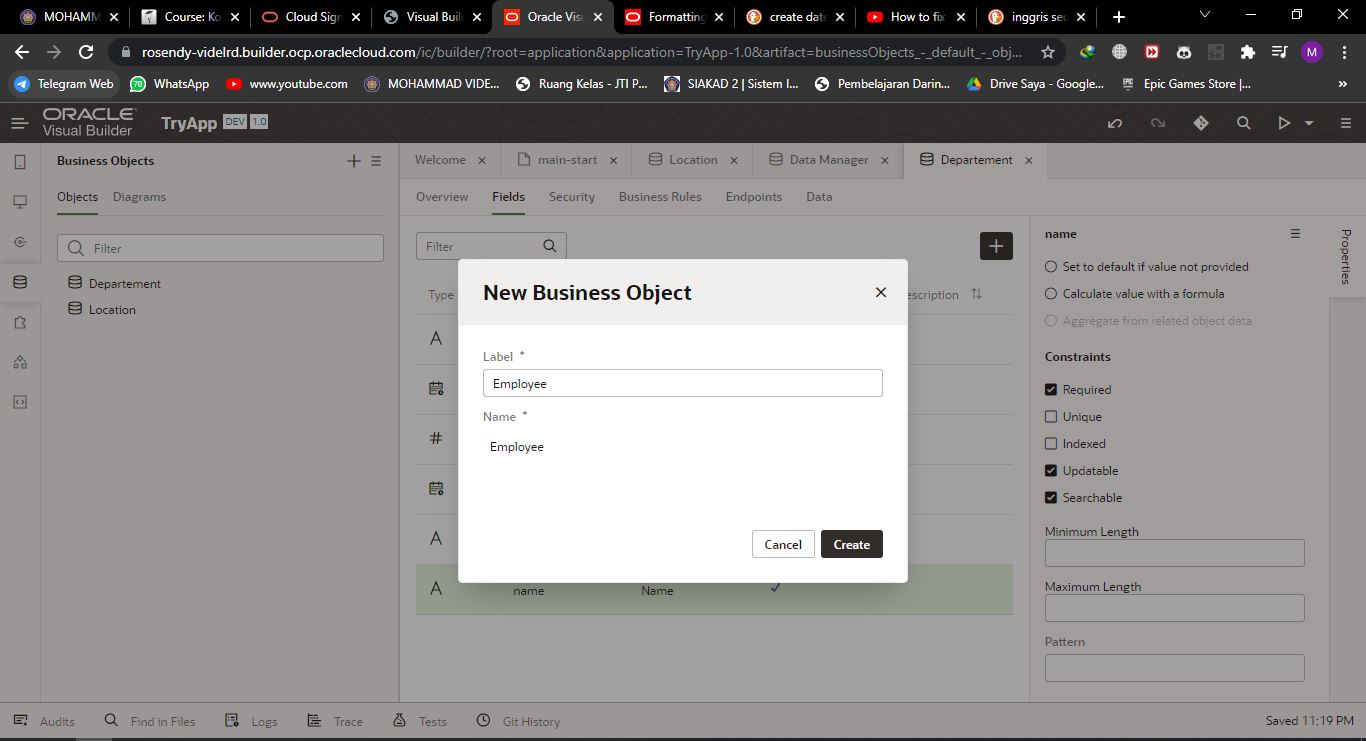 MOHAMM
Course: Ko
Cloud Sign
Visual Buil
Oracle Visu
Formatting
create date
How to fix
inggris seu
rosendy-videlrd.builder.ocp.oraclecloud.com/ic/builder/?root=application&application=TryApp-1.0&artifact=businessObjects_-_default_-_obj...
M
Telegram Web
WhatsApp
www.youtube.com
MOHAMMAD VIDE...
Ruang Kelas - JTI P...
SIAKAD 2 | Sistem I...
Pembelajaran Darin...
Drive Saya - Google...
Epic Games Store |...
»
ORACLE
Visual Builder
TryApp DEV 1.0
Business Objects
Objects Diagrams
Filter
Departement
Location
Welcome
main-start
Location
Data Manager
Departement
Overview Fields Security Business Rules Endpoints Data
Filter
Type
escription
A
#
A
A name Name
New Business Object
Label *
Employee
Name *
Employee
Cancel Create
name
Set to default if value not provided
Calculate value with a formula
Aggregate from related object data
Constraints
Required
Unique
Indexed
Updatable
Searchable
Minimum Length
Maximum Length
Pattern
Properties
Audits Find in Files Logs Trace Tests Git History
Saved 11:19 PM